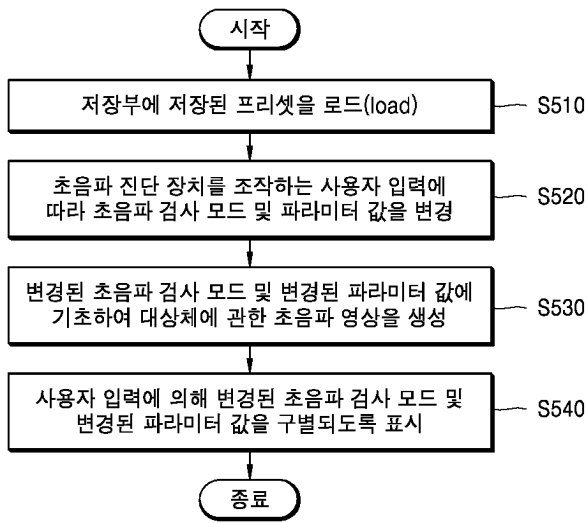 시작
저장부에 저장된 프리셋을 로드(load)
S510
초음파 진단 장치를 조작하는 사용자 입력에
따라 초음파 검사 모드 및 파라미터 값을 변경
S520
변경된 초음파 검사 모드 및 변경된 파라미터 값에
기초하여 대상체에 관한 초음파 영상을 생성
S530
사용자 입력에 의해 변경된 초음파 검사 모드 및
변경된 파라미터 값을 구별되도록 표시
S540
종료